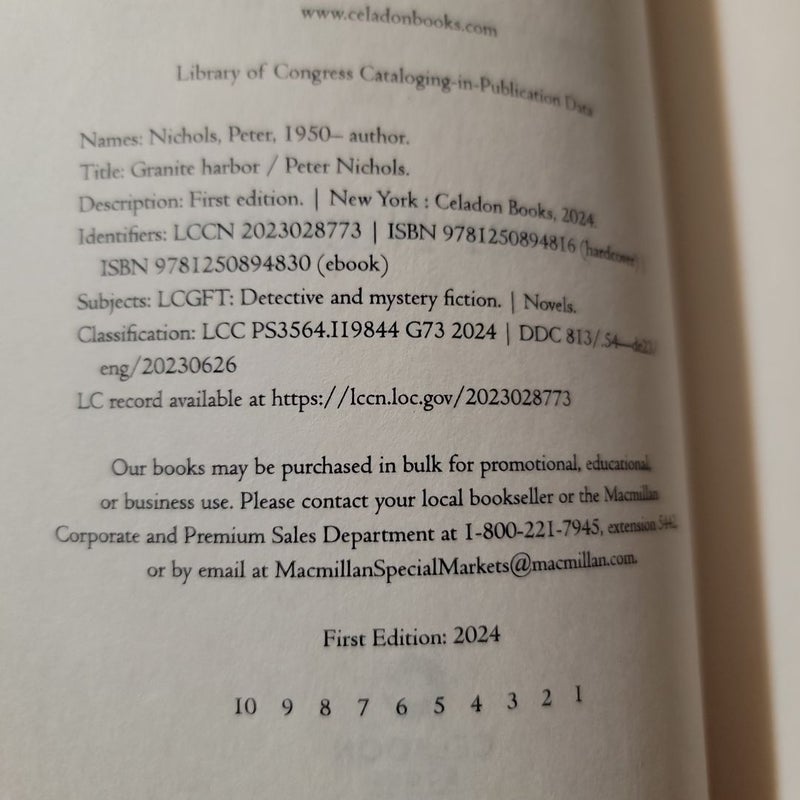 www.celadonbooks.com
Library of Congress Cataloging-in-Publication Data
Names: Nichols, Peter, 1950– author.
Title: Granite harbor / Peter Nichols.
Description: First edition. | New York : Celadon Books, 2024.
Identifiers: LCCN 2023028773 | ISBN 9781250894816 (hardcover)
ISBN 9781250894830 (ebook)
Subjects: LCGFT: Detective and mystery fiction. | Novels.
Classification: LCC PS3564.I19844 G73 2024 | DDC 813/.54—dc23/
eng/20230626
LC record available at https://lccn.loc.gov/2023028773
Our books may be purchased in bulk for promotional, educational,
or business use. Please contact your local bookseller or the Macmillan
Corporate and Premium Sales Department at 1-800-221-7945, extension
or by email at MacmillanSpecialMarkets@macmillan.com.
First Edition: 2024
10 9 8 7 6 5 4 3 2 1